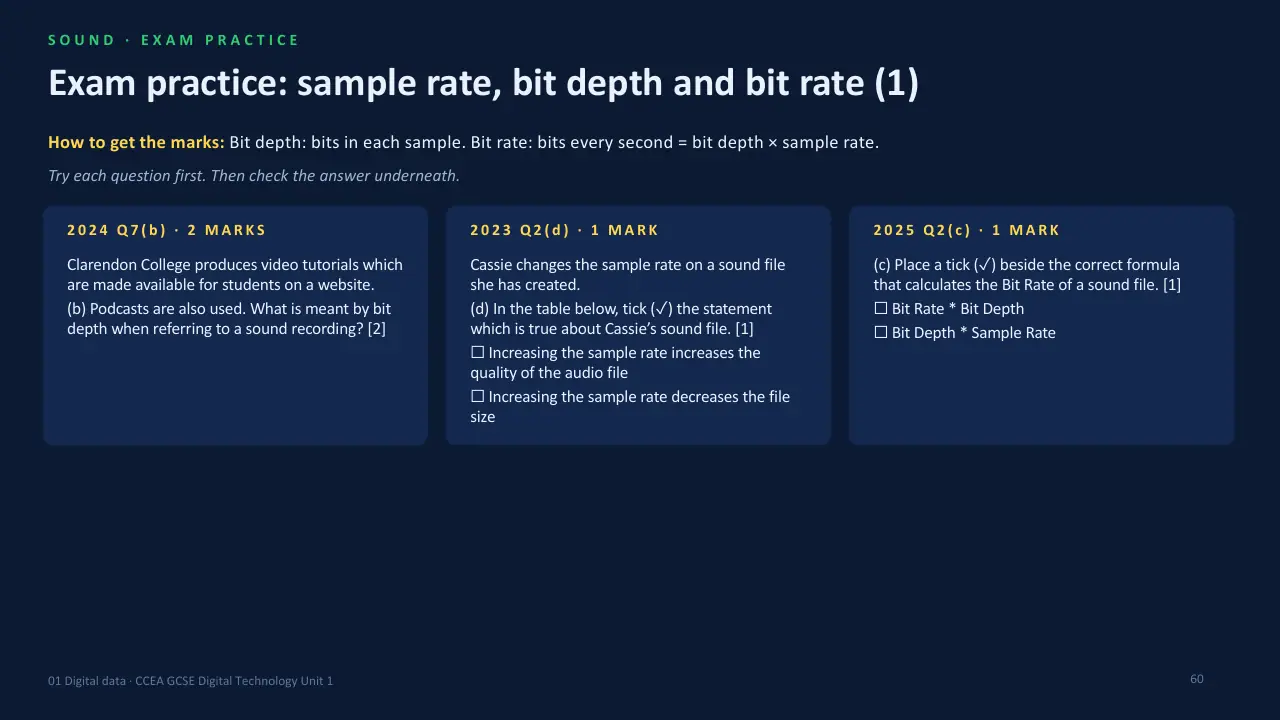 SOUND · EXAM PRACTICE
Exam practice: sample rate, bit depth and bit rate (1)
How to get the marks: Bit depth: bits in each sample. Bit rate: bits every second = bit depth × sample rate.
Try each question first. Then check the answer underneath.
2024 Q7(b) · 2 MARKS
Clarendon College produces video tutorials which
are made available for students on a website.
(b) Podcasts are also used. What is meant by bit
depth when referring to a sound recording? [2]
2023 Q2(d) · 1 MARK
Cassie changes the sample rate on a sound file
she has created.
(d) In the table below, tick (✓) the statement
which is true about Cassie’s sound file. [1]
☐ Increasing the sample rate increases the
quality of the audio file
☐ Increasing the sample rate decreases the file
size
2025 Q2(c) · 1 MARK
(c) Place a tick (✓) beside the correct formula
that calculates the Bit Rate of a sound file. [1]
☐ Bit Rate * Bit Depth
☐ Bit Depth * Sample Rate
01 Digital data · CCEA GCSE Digital Technology Unit 1
60